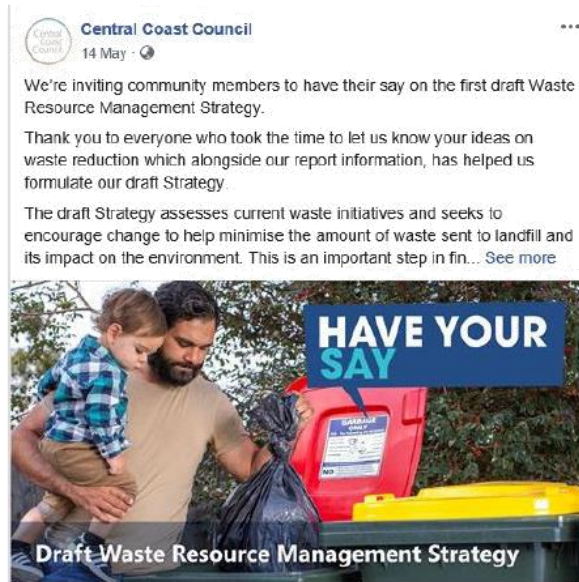 Central Coast Council
Central Coast Council
14 May
We're inviting community members to have their say on the first draft Waste
Resource Management Strategy.
Thank you to everyone who took the time to let us know your ideas on
waste reduction which alongside our report information, has helped us
formulate our draft Strategy.
The draft Strategy assesses current waste initiatives and seeks to
encourage change to help minimise the amount of waste sent to landfill and
its impact on the environment. This is an important step in fin... See more
HAVE YOUR
SAY
GARBAGE
ONLY
NO
Draft Waste Resource Management Strategy